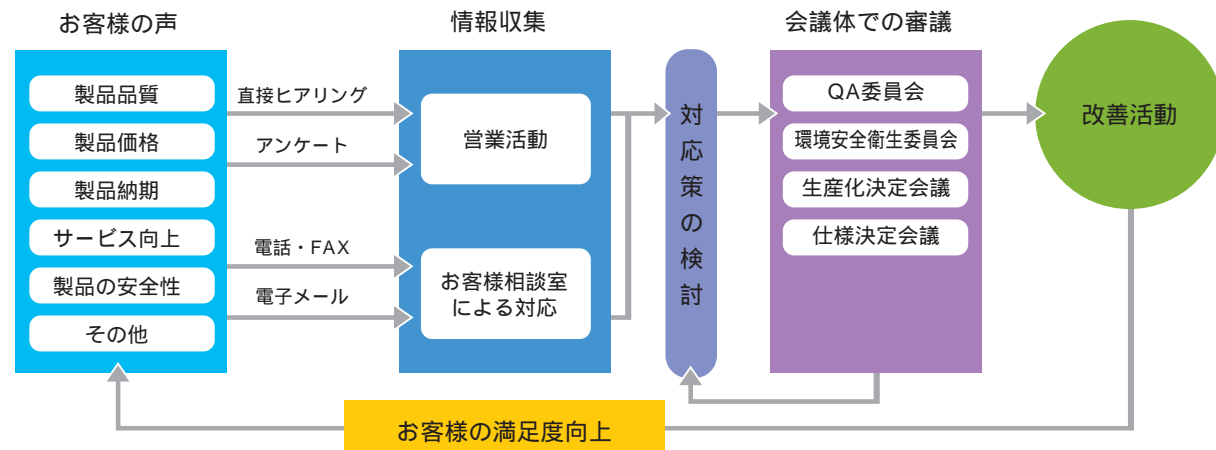 お客様の声
製品品質
製品価格
製品納期
サービス向上
製品の安全性
その他
直接ヒアリング
アンケート
電話・FAX
電子メール
情報収集
営業活動
お客様相談室
による対応
対応策の検討
会議体での審議
QA委員会
環境安全衛生委員会
生産化決定会議
仕様決定会議
改善活動
お客様の満足度向上